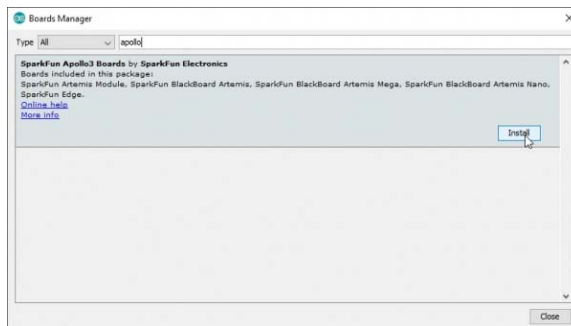 Boards Manager
Type All apollo
SparkFun Apollo3 Boards by SparkFun Electronics
Boards included in this package:
SparkFun Artemis Module, SparkFun BlackBoard Artemis, SparkFun BlackBoard Artemis Mega, SparkFun BlackBoard Artemis Nano,
SparkFun Edge.
Online help
More info
Install
Close